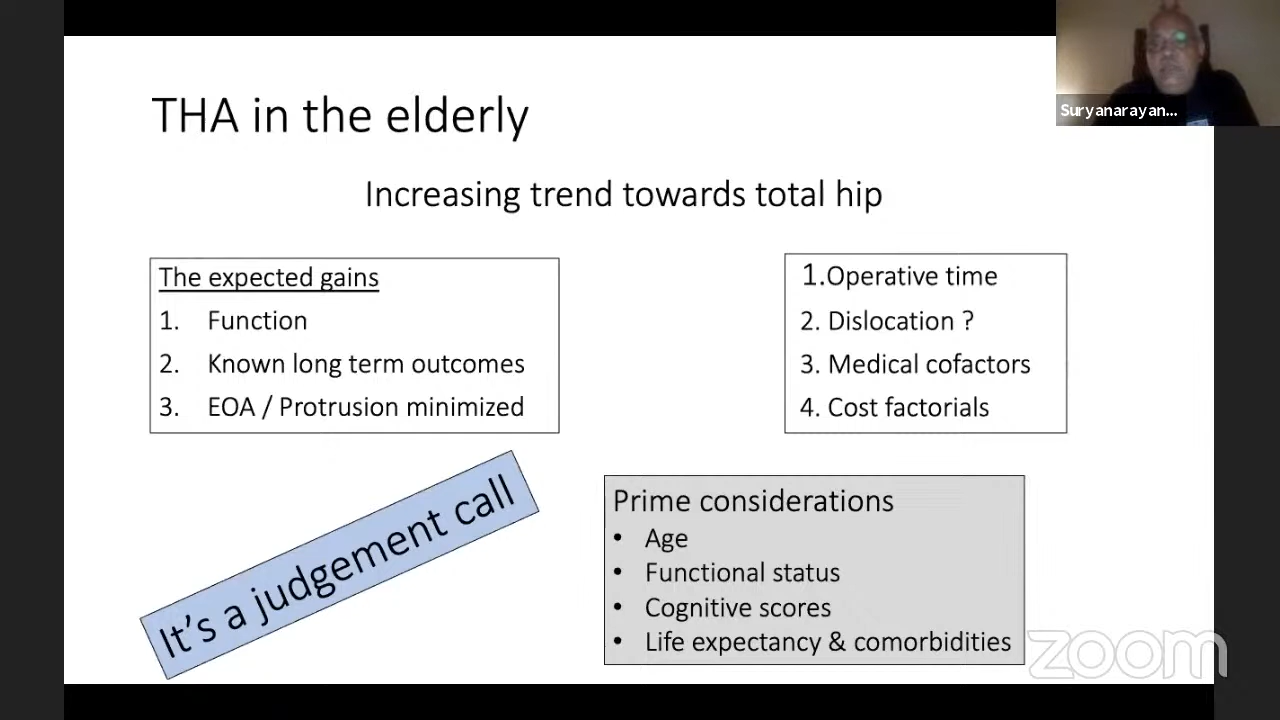 Suryanarayan...
THA in the elderly
Increasing trend towards total hip
The expected gains
1. Function
2. Known long term outcomes
3. EOA / Protrusion minimized
1.Operative time
2. Dislocation ?
3. Medical cofactors
4. Cost factorials
It's a judgement call
Prime considerations
• Age
• Functional status
• Cognitive scores
• Life expectancy & comorbidities
zoom